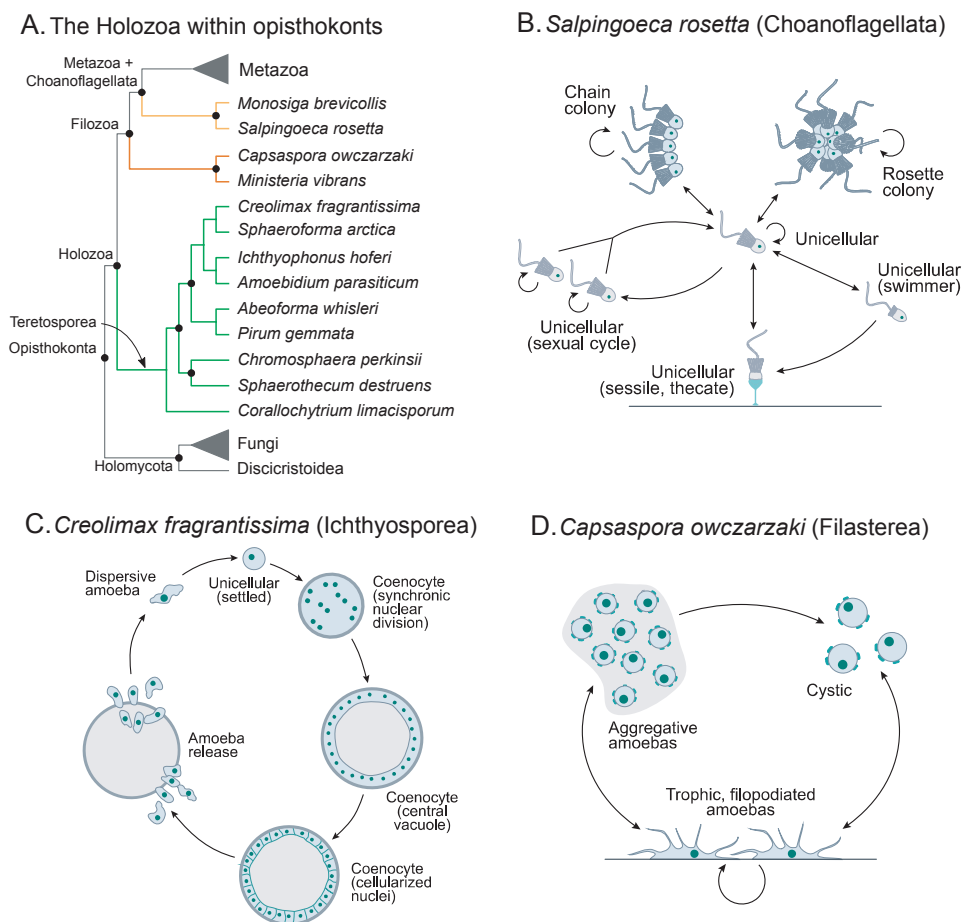 A. The Holozoa within opisthokonts
Metazoa +
Choanoflagellata
Metazoa
Monosiga brevicollis
Salpingoeca rosetta
Filozoa
Capsaspora owczarzaki
Ministeria vibrans
Creolimax fragrantissima
Sphaeroforma arctica
Holozoa
Ichthyophonus hoferi
Amoebidium parasiticum
Abeoforma whisleri
Pirum gemmata
Teretosporea
Opisthokonta
Chromosphaera perkinsii
Sphaerothecum destruens
Corallochytrium limacisporum
Fungi
Holomycota
Discicristoidea
B. Salpingoeca rosetta (Choanoflagellata)
Chain
colony
Rosette
colony
Unicellular
Unicellular
(swimmer)
Unicellular
(sexual cycle)
Unicellular
(sessile, thecate)
C. Creolimax fragrantissima (Ichthyosporea)
Dispersive
amoeba
Unicellular
(settled)
Coenocyte
(synchronic
nuclear
division)
Amoeba
release
Coenocyte
(central
vacuole)
Coenocyte
(cellularized
nuclei)
D. Capsaspora owczarzaki (Filasterea)
Aggregative
amoebas
Cystic
Trophic, filopodiated
amoebas